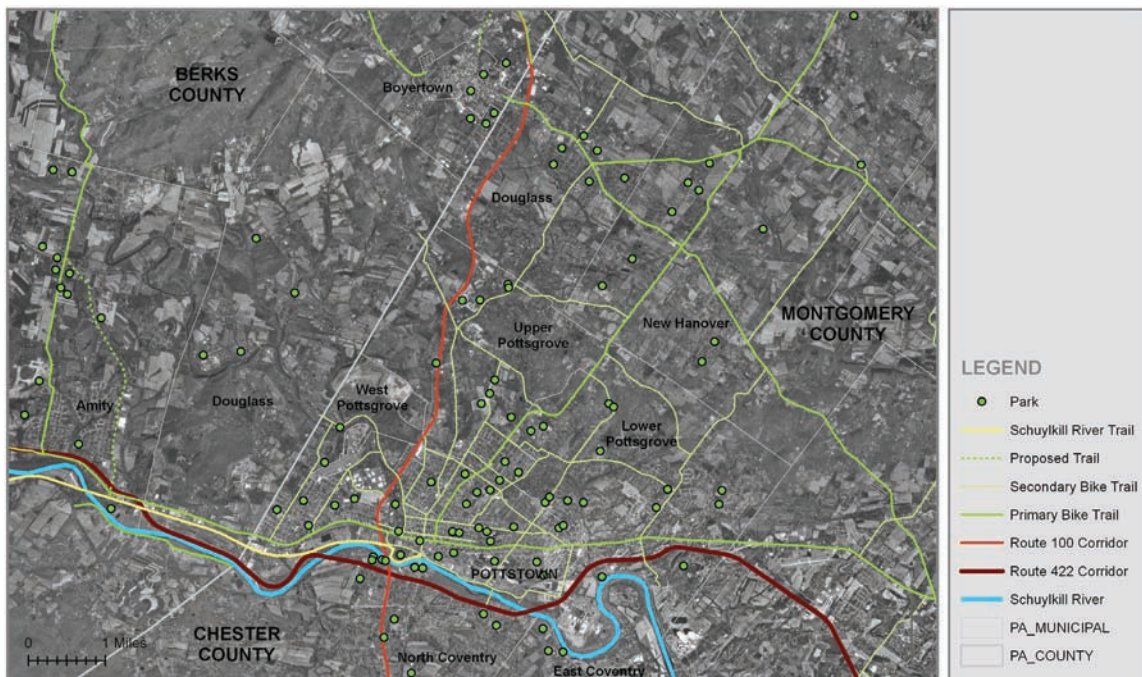 BERKS
COUNTY
Boyertown
Douglass
MONTGOMERY
COUNTY
Upper
Pottsgrove
New Hanover
West
Pottsgrove
Amity
Douglass
Lower
Pottsgrove
POTTSTOWN
CHESTER
COUNTY
North Coventry
East Coventry
0 1 Miles
LEGEND
Park
Schuylkill River Trail
Proposed Trail
Secondary Bike Trail
Primary Bike Trail
Route 100 Corridor
Route 422 Corridor
Schuylkill River
PA_MUNICIPAL
PA_COUNTY